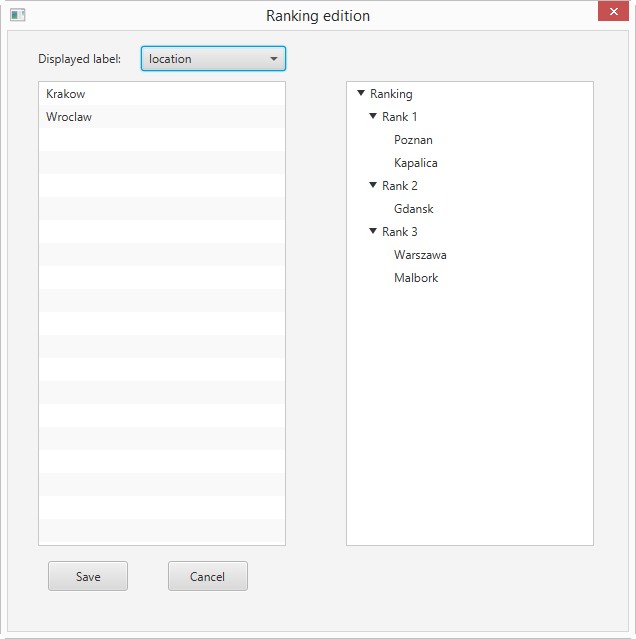 Ranking edition
Displayed label: location
Krakow
Wroclaw
Ranking
Rank 1
Poznan
Kapalica
Rank 2
Gdansk
Rank 3
Warszawa
Malbork
Save Cancel